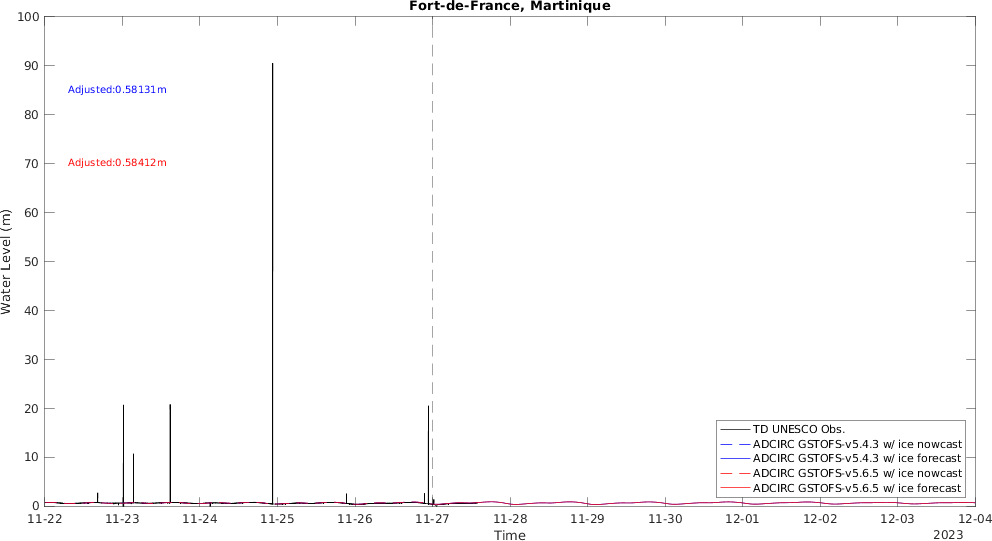 Fort-de-France, Martinique
100
90
80
70
60
50
40
30
20
10
0
Water Level (m)
Adjusted:0.58131m
Adjusted:0.58412m
TD UNESCO Obs.
ADCIRC GSTOFS-v5.4.3 w/ ice nowcast
ADCIRC GSTOFS-v5.4.3 w/ ice forecast
ADCIRC GSTOFS-v5.6.5 w/ ice nowcast
ADCIRC GSTOFS-v5.6.5 w/ ice forecast
11-22 11-23 11-24 11-25 11-26 11-27 11-28 11-29 11-30 12-01 12-02 12-03 12-04
Time
2023